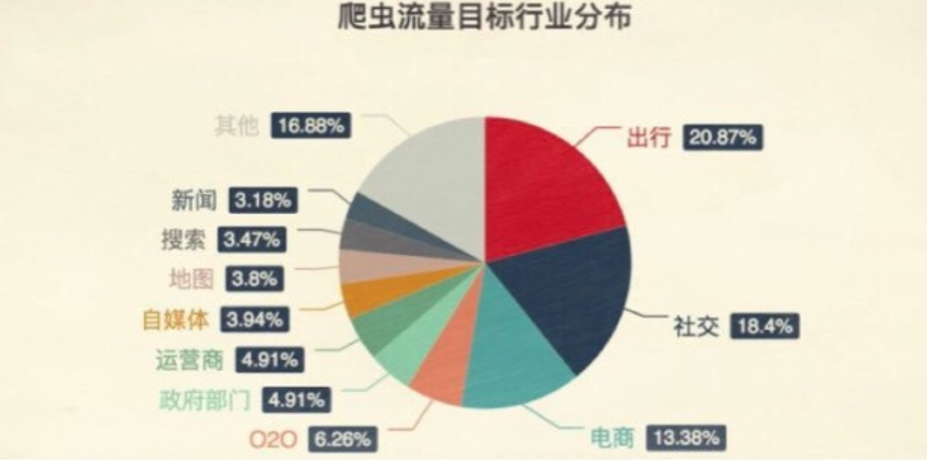 爬虫流量目标行业分布
其他 16.88%
出行 20.87%
新闻 3.18%
搜索 3.47%
地图 3.8%
自媒体 3.94%
社交 18.4%
运营商 4.91%
政府部门 4.91%
O2O 6.26%
电商 13.38%